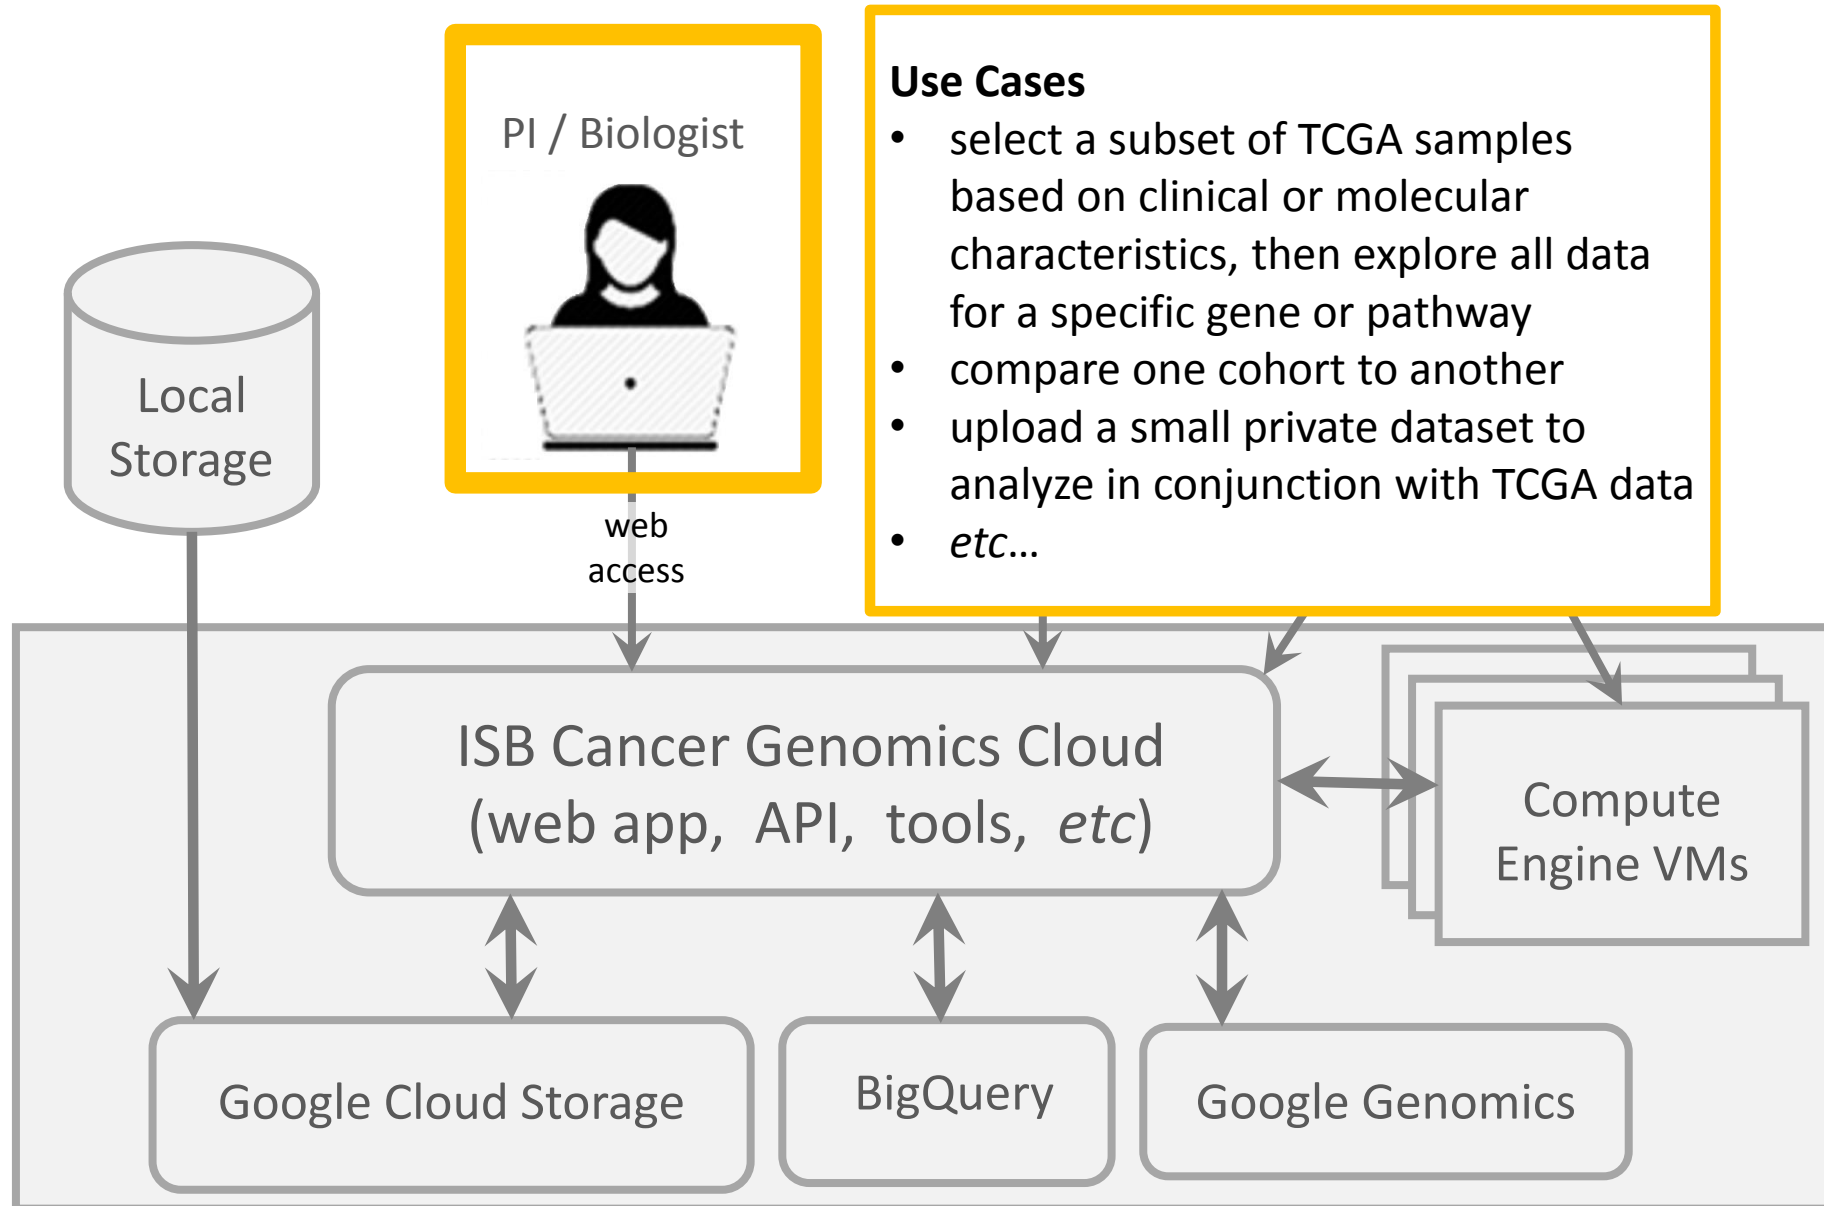 PI / Biologist
Use Cases
• select a subset of TCGA samples
based on clinical or molecular
characteristics, then explore all data
for a specific gene or pathway
• compare one cohort to another
• upload a small private dataset to
analyze in conjunction with TCGA data
• etc…
Local
Storage
web
access
ISB Cancer Genomics Cloud
(web app, API, tools, etc)
Compute
Engine VMs
Google Cloud Storage
BigQuery
Google Genomics